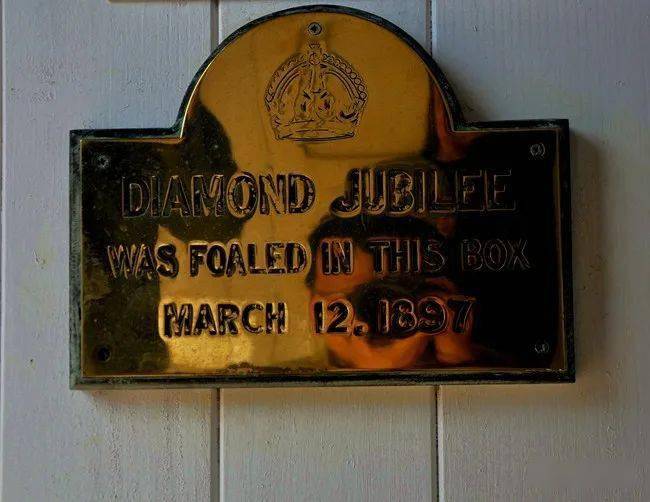 DIAMOND JUBILEE
WAS FOALED IN THIS BOX
MARCH 12. 1897